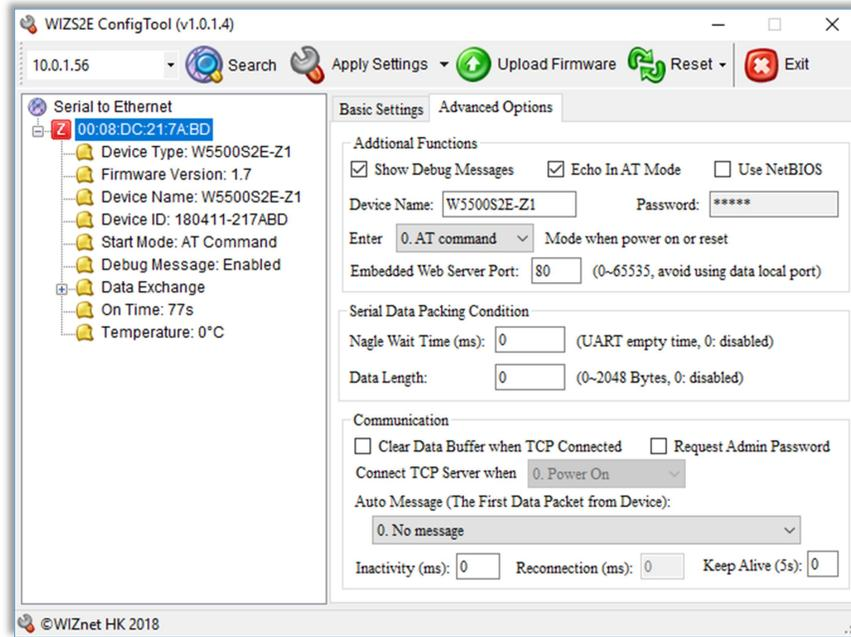 WIZS2E ConfigTool (v1.0.1.4)
10.0.1.56 Search Apply Settings Upload Firmware Reset Exit
Serial to Ethernet
Z 00:08:DC:21:7A:BD
Device Type: W5500S2E-Z1
Firmware Version: 1.7
Device Name: W5500S2E-Z1
Device ID: 180411-217ABD
Start Mode: AT Command
Debug Message: Enabled
Data Exchange
On Time: 77s
Temperature: 0°C
Basic Settings Advanced Options
Addtional Functions
Show Debug Messages Echo In AT Mode Use NetBIOS
Device Name: W5500S2E-Z1 Password: *****
Enter 0. AT command Mode when power on or reset
Embedded Web Server Port: 80 (0~65535, avoid using data local port)
Serial Data Packing Condition
Nagle Wait Time (ms): 0 (UART empty time, 0: disabled)
Data Length: 0 (0~2048 Bytes, 0: disabled)
Communication
Clear Data Buffer when TCP Connected Request Admin Password
Connect TCP Server when 0. Power On
Auto Message (The First Data Packet from Device):
0. No message
Inactivity (ms): 0 Reconnection (ms): 0 Keep Alive (5s): 0
©WIZnet HK 2018